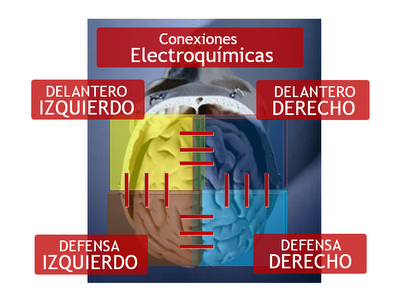 Conexiones
Electroquímicas
DELANTERO
IZQUIERDO
DELANTERO
DERECHO
DEFENSA
IZQUIERDO
DEFENSA
DERECHO